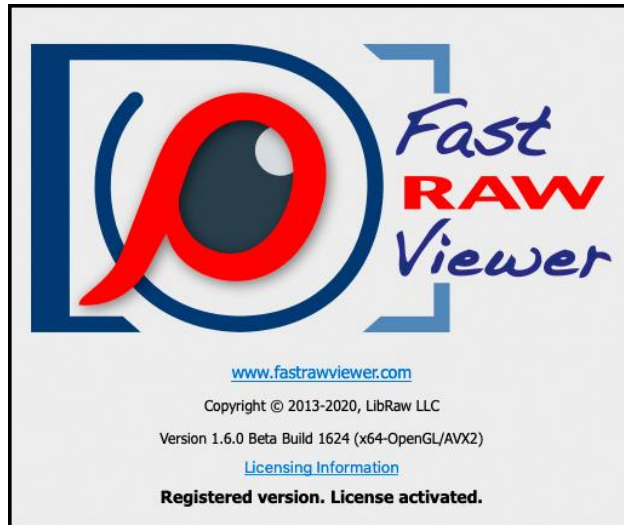 Fast
RAW
Viewer
www.fastrawviewer.com
Copyright © 2013-2020, LibRaw LLC
Version 1.6.0 Beta Build 1624 (x64-OpenGL/AVX2)
Licensing Information
Registered version. License activated.